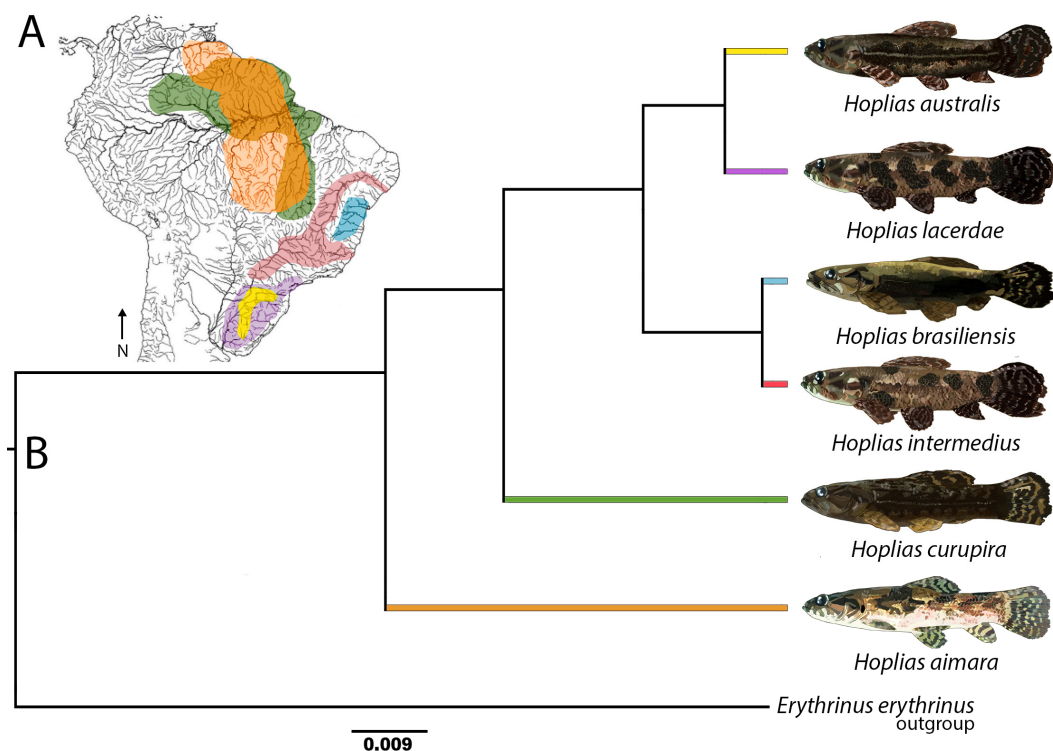 A
N
B
Hoplias australis
Hoplias lacerdae
Hoplias brasiliensis
Hoplias intermedius
Hoplias curupira
Hoplias aimara
Erythrinus erythrinus
outgroup
0.009